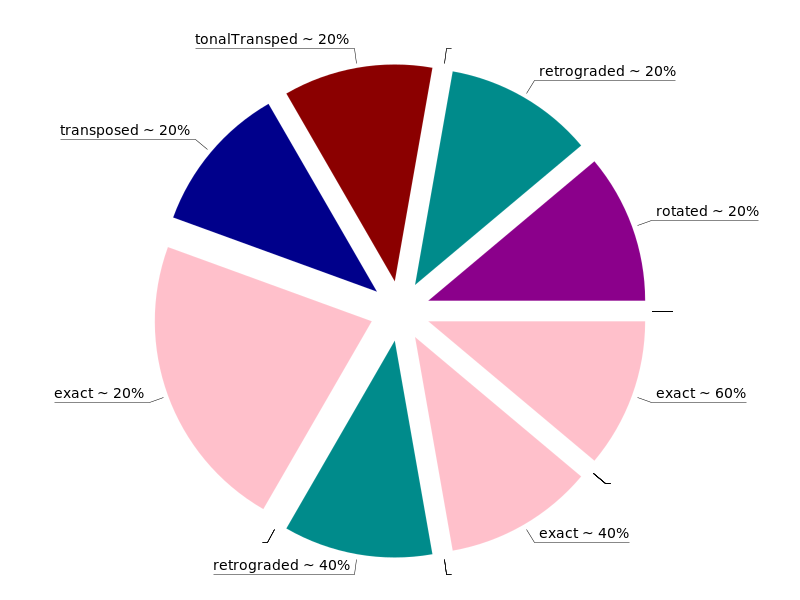 tonalTransped ~ 20%
retrograded ~ 20%
transposed ~ 20%
rotated ~ 20%
exact ~ 20%
exact ~ 60%
exact ~ 40%
retrograded ~ 40%